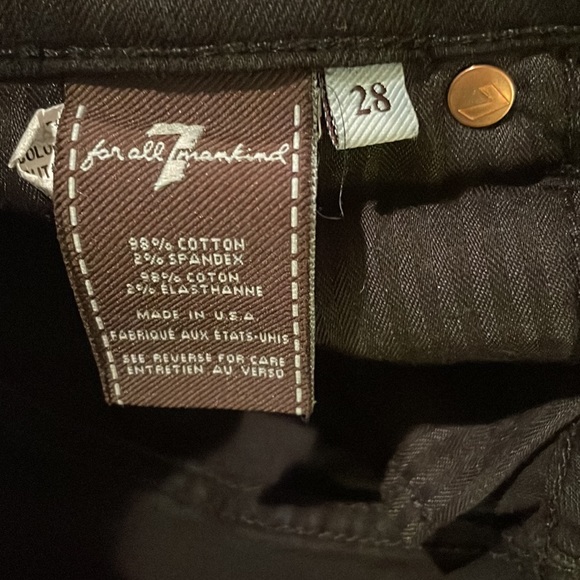 for all 7 mankind
28
98% COTTON
2% SPANDEX
98% COTON
2% ELASTHANNE
MADE IN U.S.A
FABRIQUÉ AUX ETATS-UNIS
SEE REVERSE FOR CARE
ENTRETIEN AU VERSO